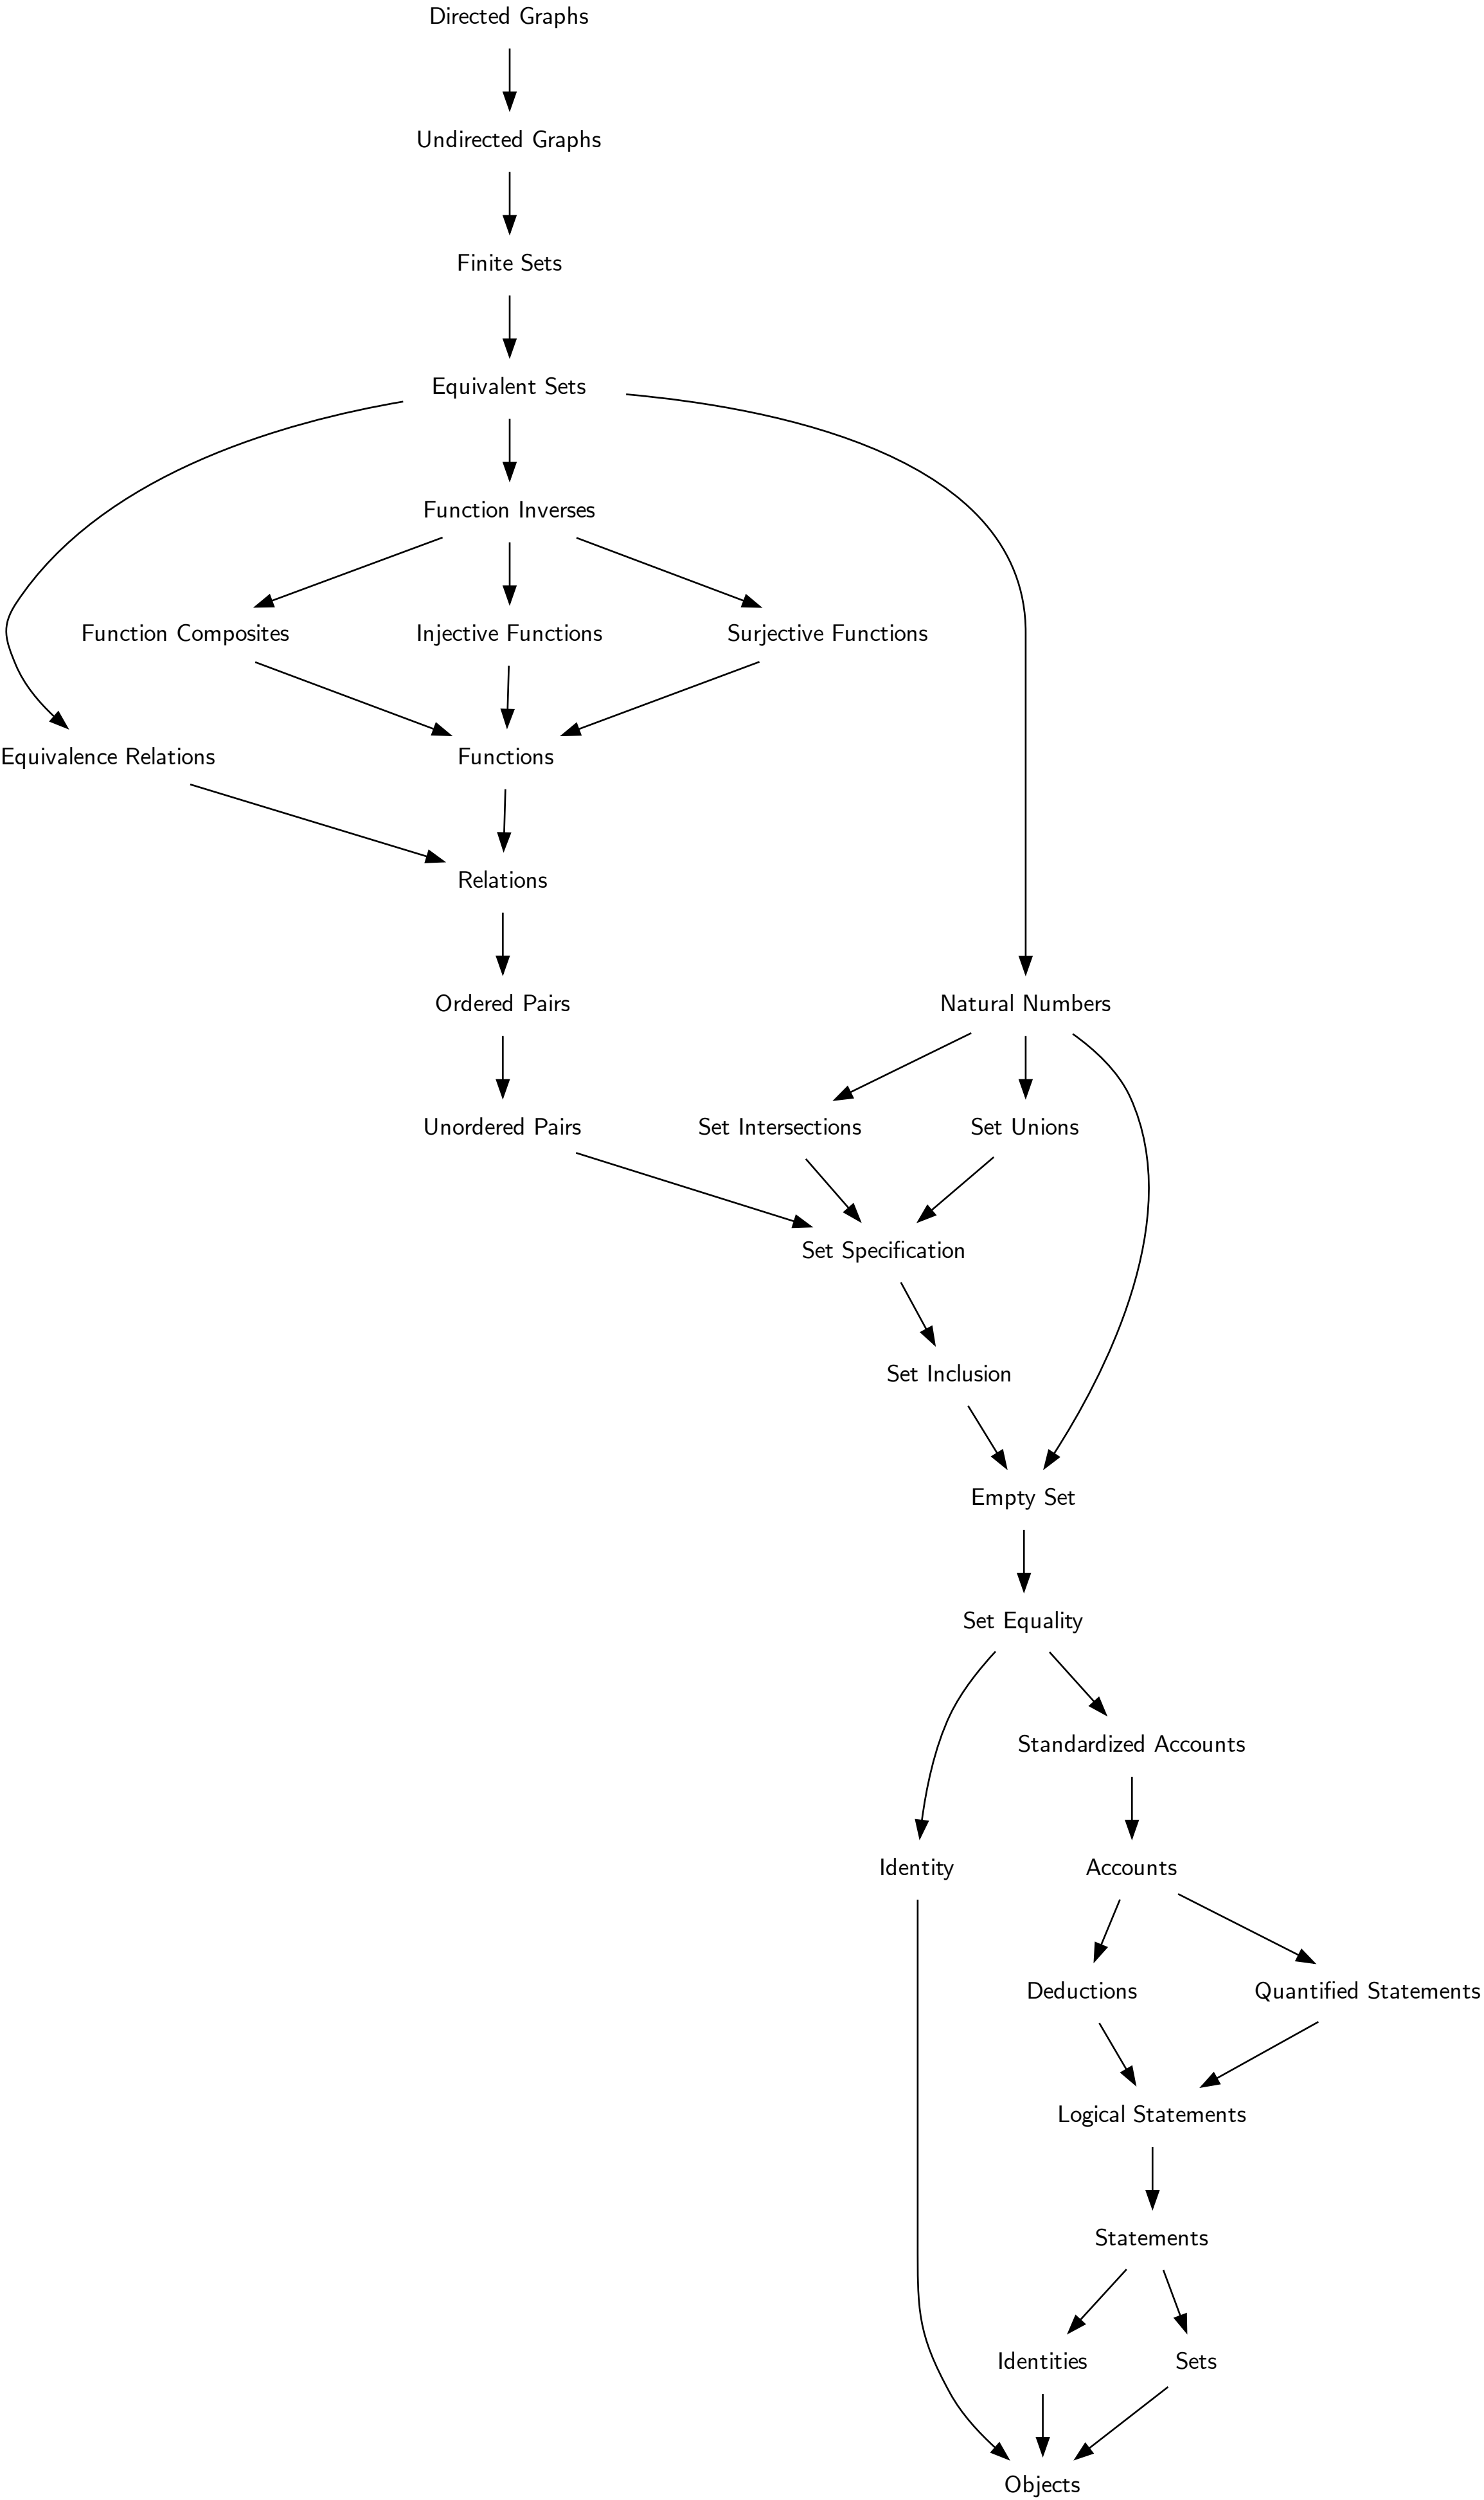 Directed Graphs
Undirected Graphs
Finite Sets
Equivalent Sets
Function Inverses
Function Composites
Injective Functions
Surjective Functions
Equivalence Relations
Functions
Relations
Ordered Pairs
Natural Numbers
Unordered Pairs
Set Intersections
Set Unions
Set Specification
Set Inclusion
Empty Set
Set Equality
Standardized Accounts
Identity
Accounts
Deductions
Quantified Statements
Logical Statements
Statements
Identities
Sets
Objects